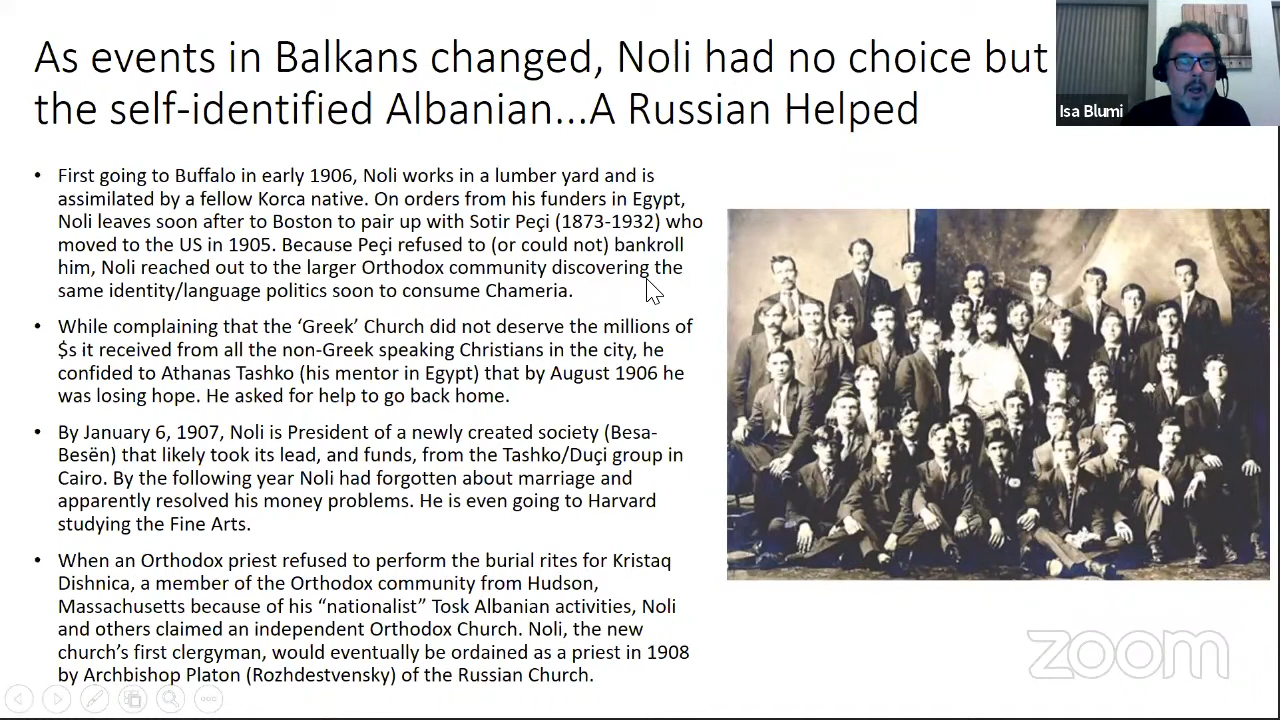 As events in Balkans changed, Noli had no choice but
the self-identified Albanian...A Russian Helped
Isa Blumi
• First going to Buffalo in early 1906, Noli works in a lumber yard and is
assimilated by a fellow Korca native. On orders from his funders in Egypt,
Noli leaves soon after to Boston to pair up with Sotir Peçi (1873-1932) who
moved to the US in 1905. Because Peçi refused to (or could not) bankroll
him, Noli reached out to the larger Orthodox community discovering the
same identity/language politics soon to consume Chameria.
• While complaining that the ‘Greek’ Church did not deserve the millions of
$s it received from all the non-Greek speaking Christians in the city, he
confided to Athanas Tashko (his mentor in Egypt) that by August 1906 he
was losing hope. He asked for help to go back home.
• By January 6, 1907, Noli is President of a newly created society (Besa-
Besën) that likely took its lead, and funds, from the Tashko/Duçi group in
Cairo. By the following year Noli had forgotten about marriage and
apparently resolved his money problems. He is even going to Harvard
studying the Fine Arts.
• When an Orthodox priest refused to perform the burial rites for Kristaq
Dishnica, a member of the Orthodox community from Hudson,
Massachusetts because of his “nationalist” Tosk Albanian activities, Noli
and others claimed an independent Orthodox Church. Noli, the new
church’s first clergyman, would eventually be ordained as a priest in 1908
by Archbishop Platon (Rozhdestvensky) of the Russian Church.
zoom